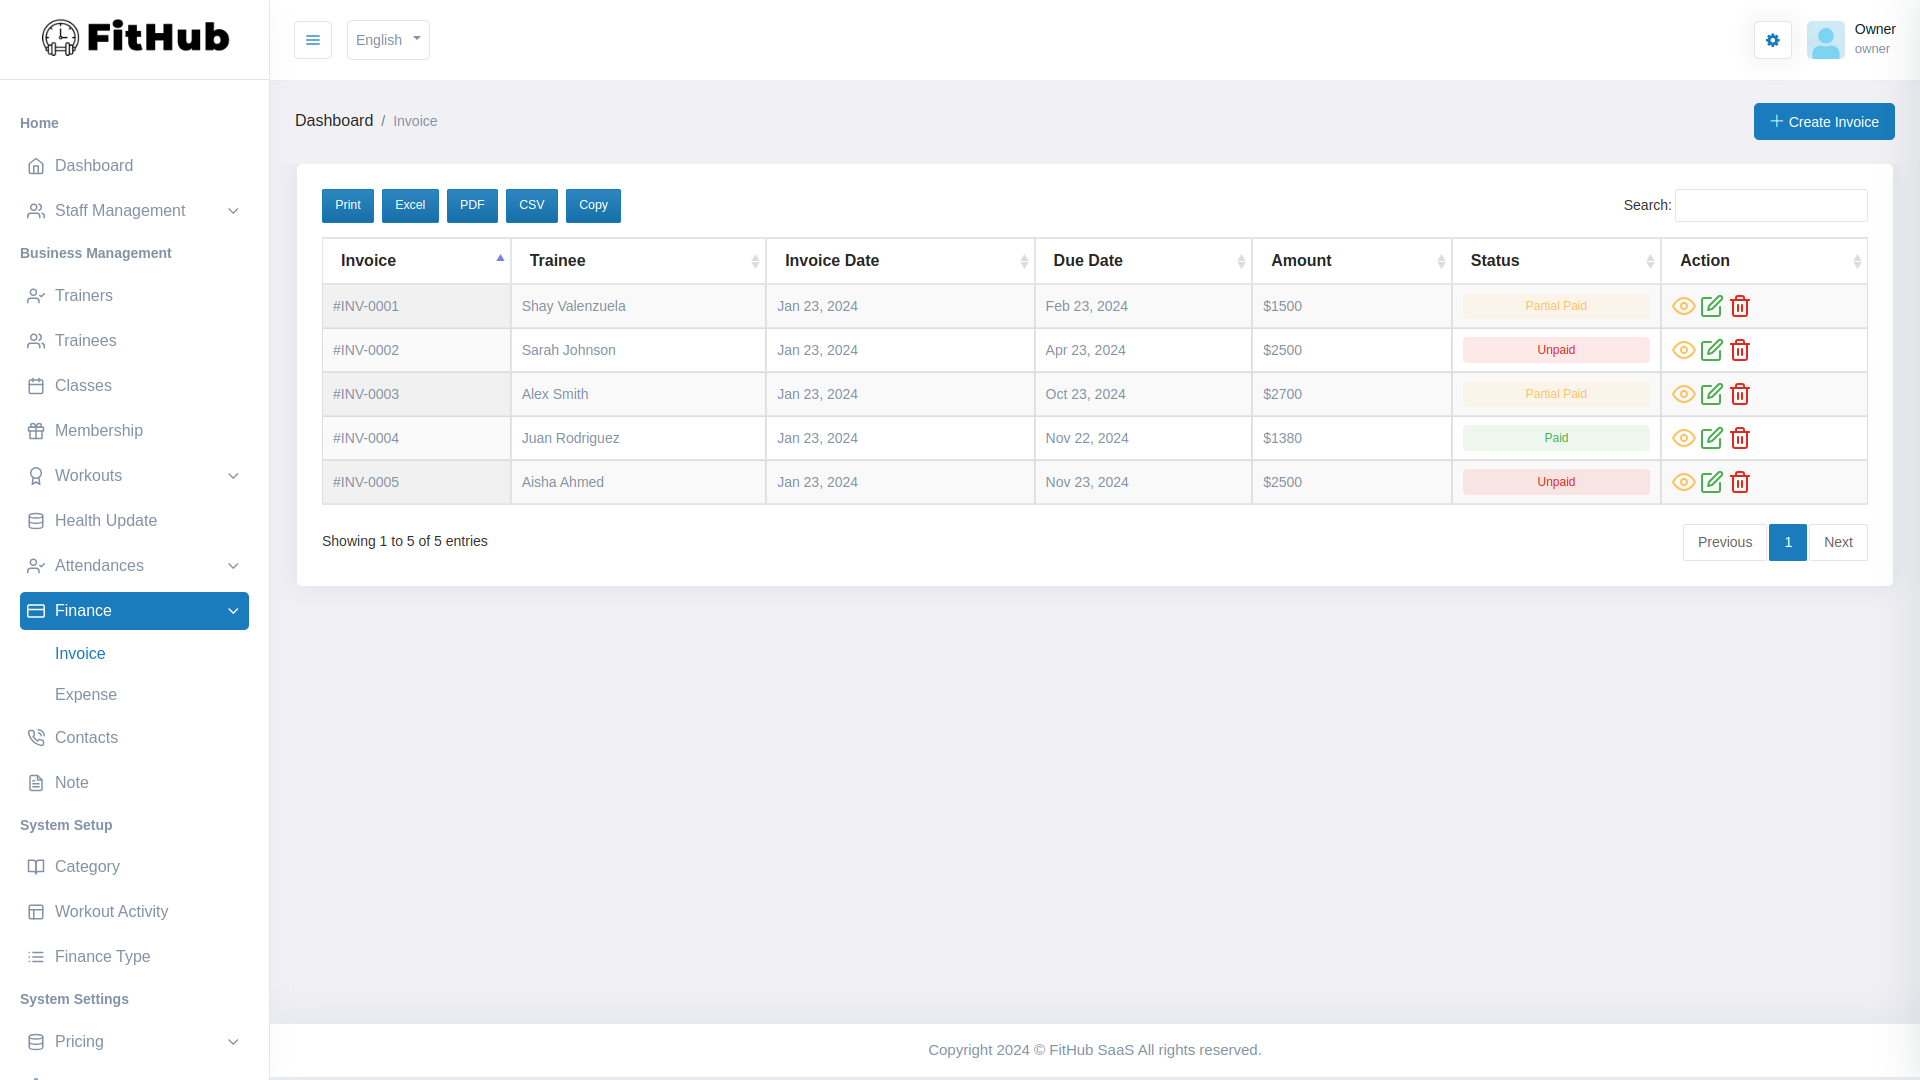 FitHub
English
Owner
owner
Home
Dashboard
Staff Management
Business Management
Trainers
Trainees
Classes
Membership
Workouts
Health Update
Attendances
Finance
Invoice
Expense
Contacts
Note
System Setup
Category
Workout Activity
Finance Type
System Settings
Pricing
Dashboard / Invoice
Create Invoice
Print Excel PDF CSV Copy
Search:
Invoice Trainee Invoice Date Due Date Amount Status Action
#INV-0001 Shay Valenzuela Jan 23, 2024 Feb 23, 2024 $1500 Partial Paid
#INV-0002 Sarah Johnson Jan 23, 2024 Apr 23, 2024 $2500 Unpaid
#INV-0003 Alex Smith Jan 23, 2024 Oct 23, 2024 $2700 Partial Paid
#INV-0004 Juan Rodriguez Jan 23, 2024 Nov 22, 2024 $1380 Paid
#INV-0005 Aisha Ahmed Jan 23, 2024 Nov 23, 2024 $2500 Unpaid
Showing 1 to 5 of 5 entries
Previous 1 Next
Copyright 2024 © FitHub SaaS All rights reserved.